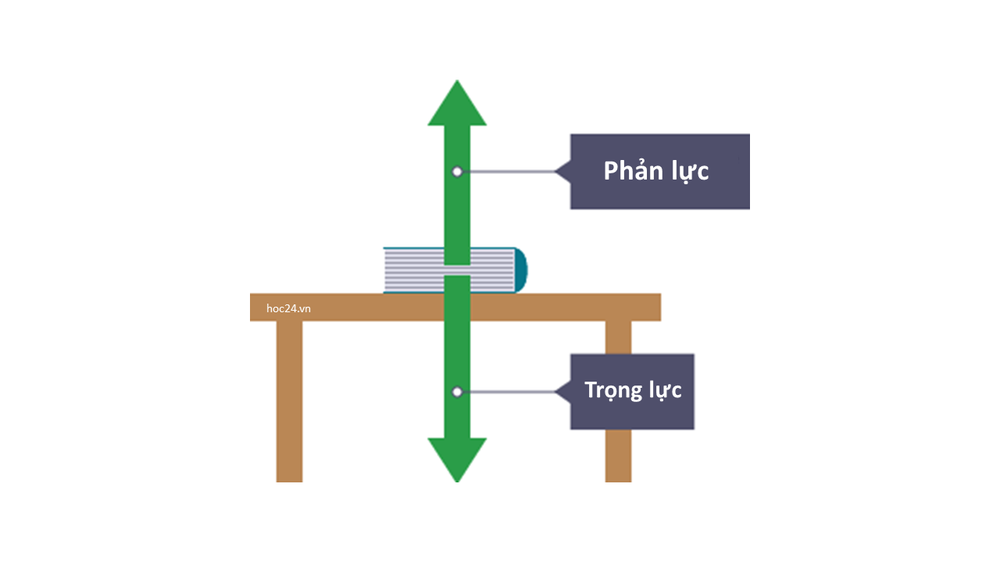 Phản lực
hoc24.vn
Trọng lực